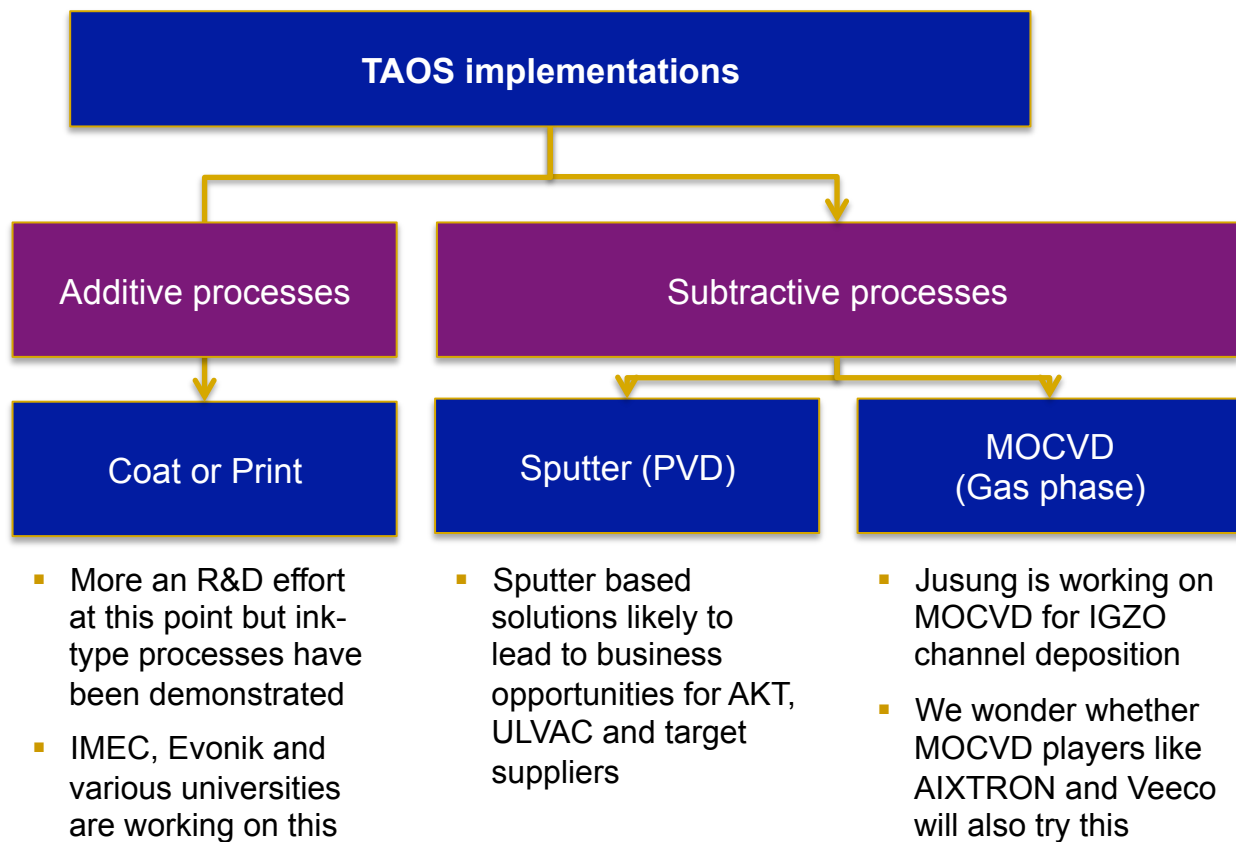 TAOS implementations
Additive processes
Subtractive processes
Coat or Print
Sputter (PVD)
MOCVD
(Gas phase)
▪ More an R&D effort
at this point but ink-
type processes have
been demonstrated
▪ IMEC, Evonik and
various universities
are working on this
▪ Sputter based
solutions likely to
lead to business
opportunities for AKT,
ULVAC and target
suppliers
▪ Jusung is working on
MOCVD for IGZO
channel deposition
▪ We wonder whether
MOCVD players like
AIXTRON and Veeco
will also try this